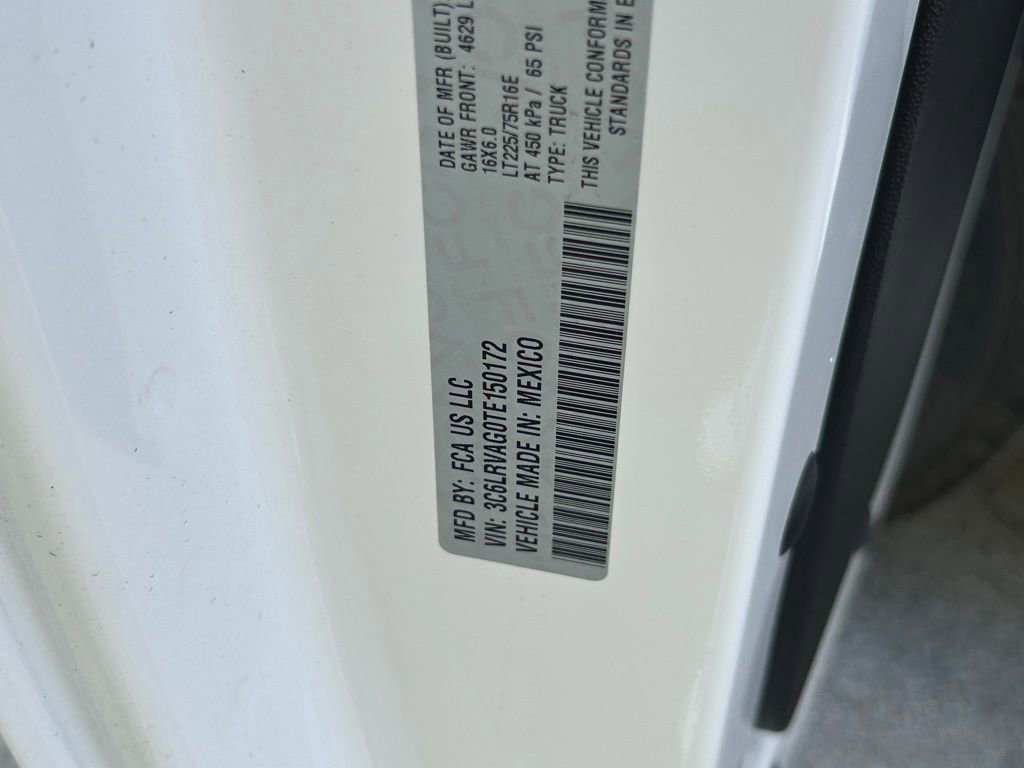 MFD BY: FCA US LLC
VIN: 3C6LRVAG0TE150172
VEHICLE MADE IN: MEXICO
DATE OF MFR (BUILT)
GAWR FRONT: 4629 L
16X6.0
LT225/75R16E
AT 450 kPa / 65 PSI
TYPE: TRUCK
THIS VEHICLE CONFORM
STANDARDS IN E